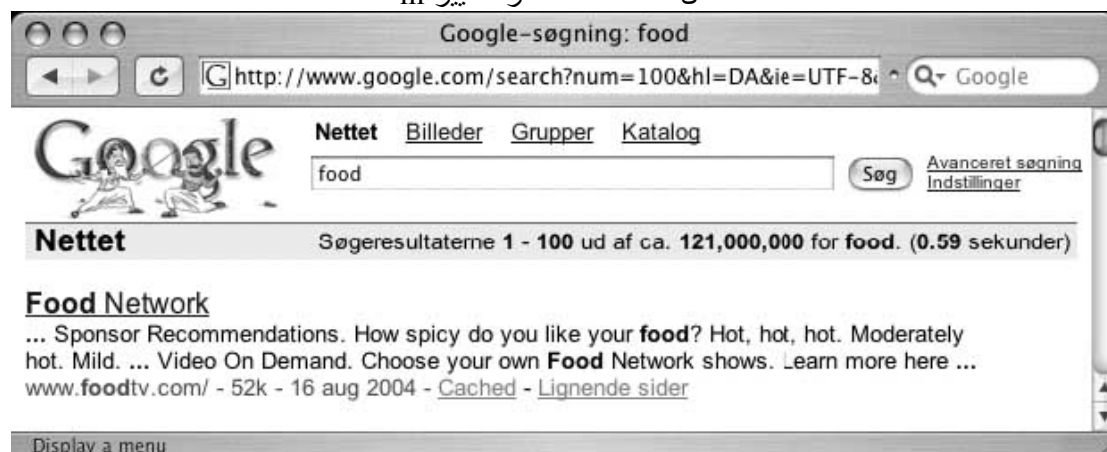 Google-søgning: food
http://www.google.com/search?num=100&hl=DA&ie=UTF-8& Google
Google
Nettet Billeder Grupper Katalog
food Søg Avanceret søgning
Indstillinger
Nettet Søgeresultaterne 1 - 100 ud af ca. 121,000,000 for food. (0.59 sekunder)
Food Network
... Sponsor Recommendations. How spicy do you like your food? Hot, hot, hot. Moderately
hot. Mild. ... Video On Demand. Choose your own Food Network shows. Learn more here ...
www.foodtv.com/ - 52k - 16 aug 2004 - Cached - Lignende sider
Display a menu